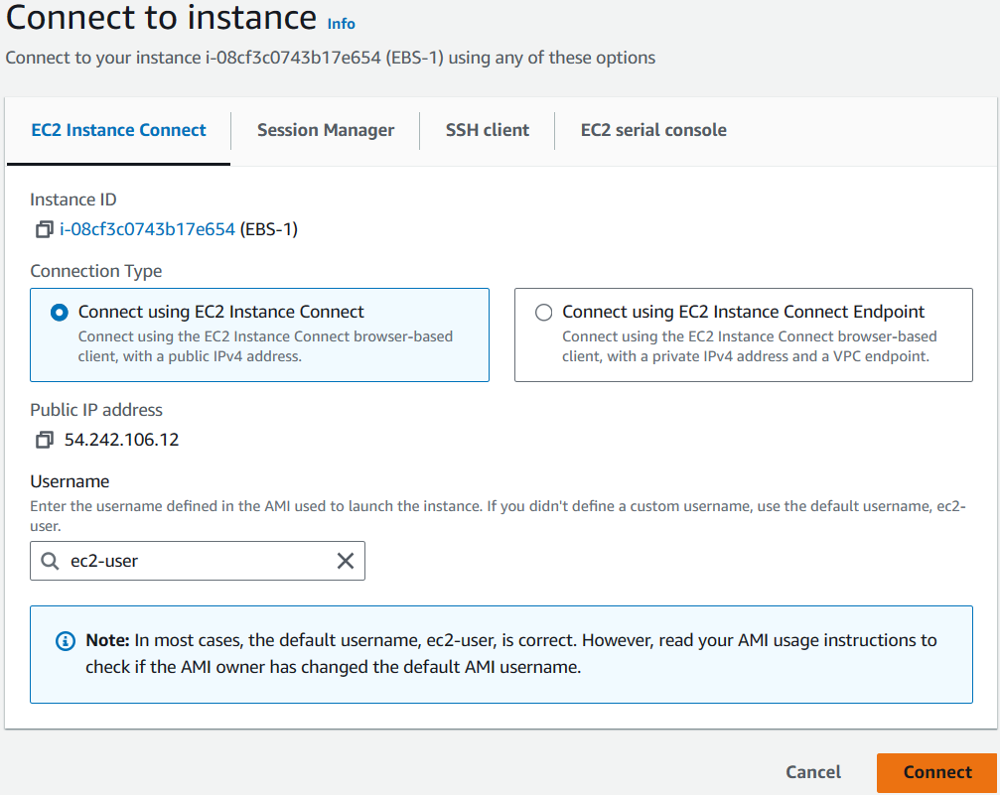 Connect to instance Info
Connect to your instance i-08cf3c0743b17e654 (EBS-1) using any of these options
EC2 Instance Connect Session Manager SSH client EC2 serial console
Instance ID
i-08cf3c0743b17e654 (EBS-1)
Connection Type
Connect using EC2 Instance Connect
Connect using the EC2 Instance Connect browser-based
client, with a public IPv4 address.
Connect using EC2 Instance Connect Endpoint
Connect using the EC2 Instance Connect browser-based
client, with a private IPv4 address and a VPC endpoint.
Public IP address
54.242.106.12
Username
Enter the username defined in the AMI used to launch the instance. If you didn't define a custom username, use the default username, ec2-
user.
ec2-user
Note: In most cases, the default username, ec2-user, is correct. However, read your AMI usage instructions to
check if the AMI owner has changed the default AMI username.
Cancel Connect